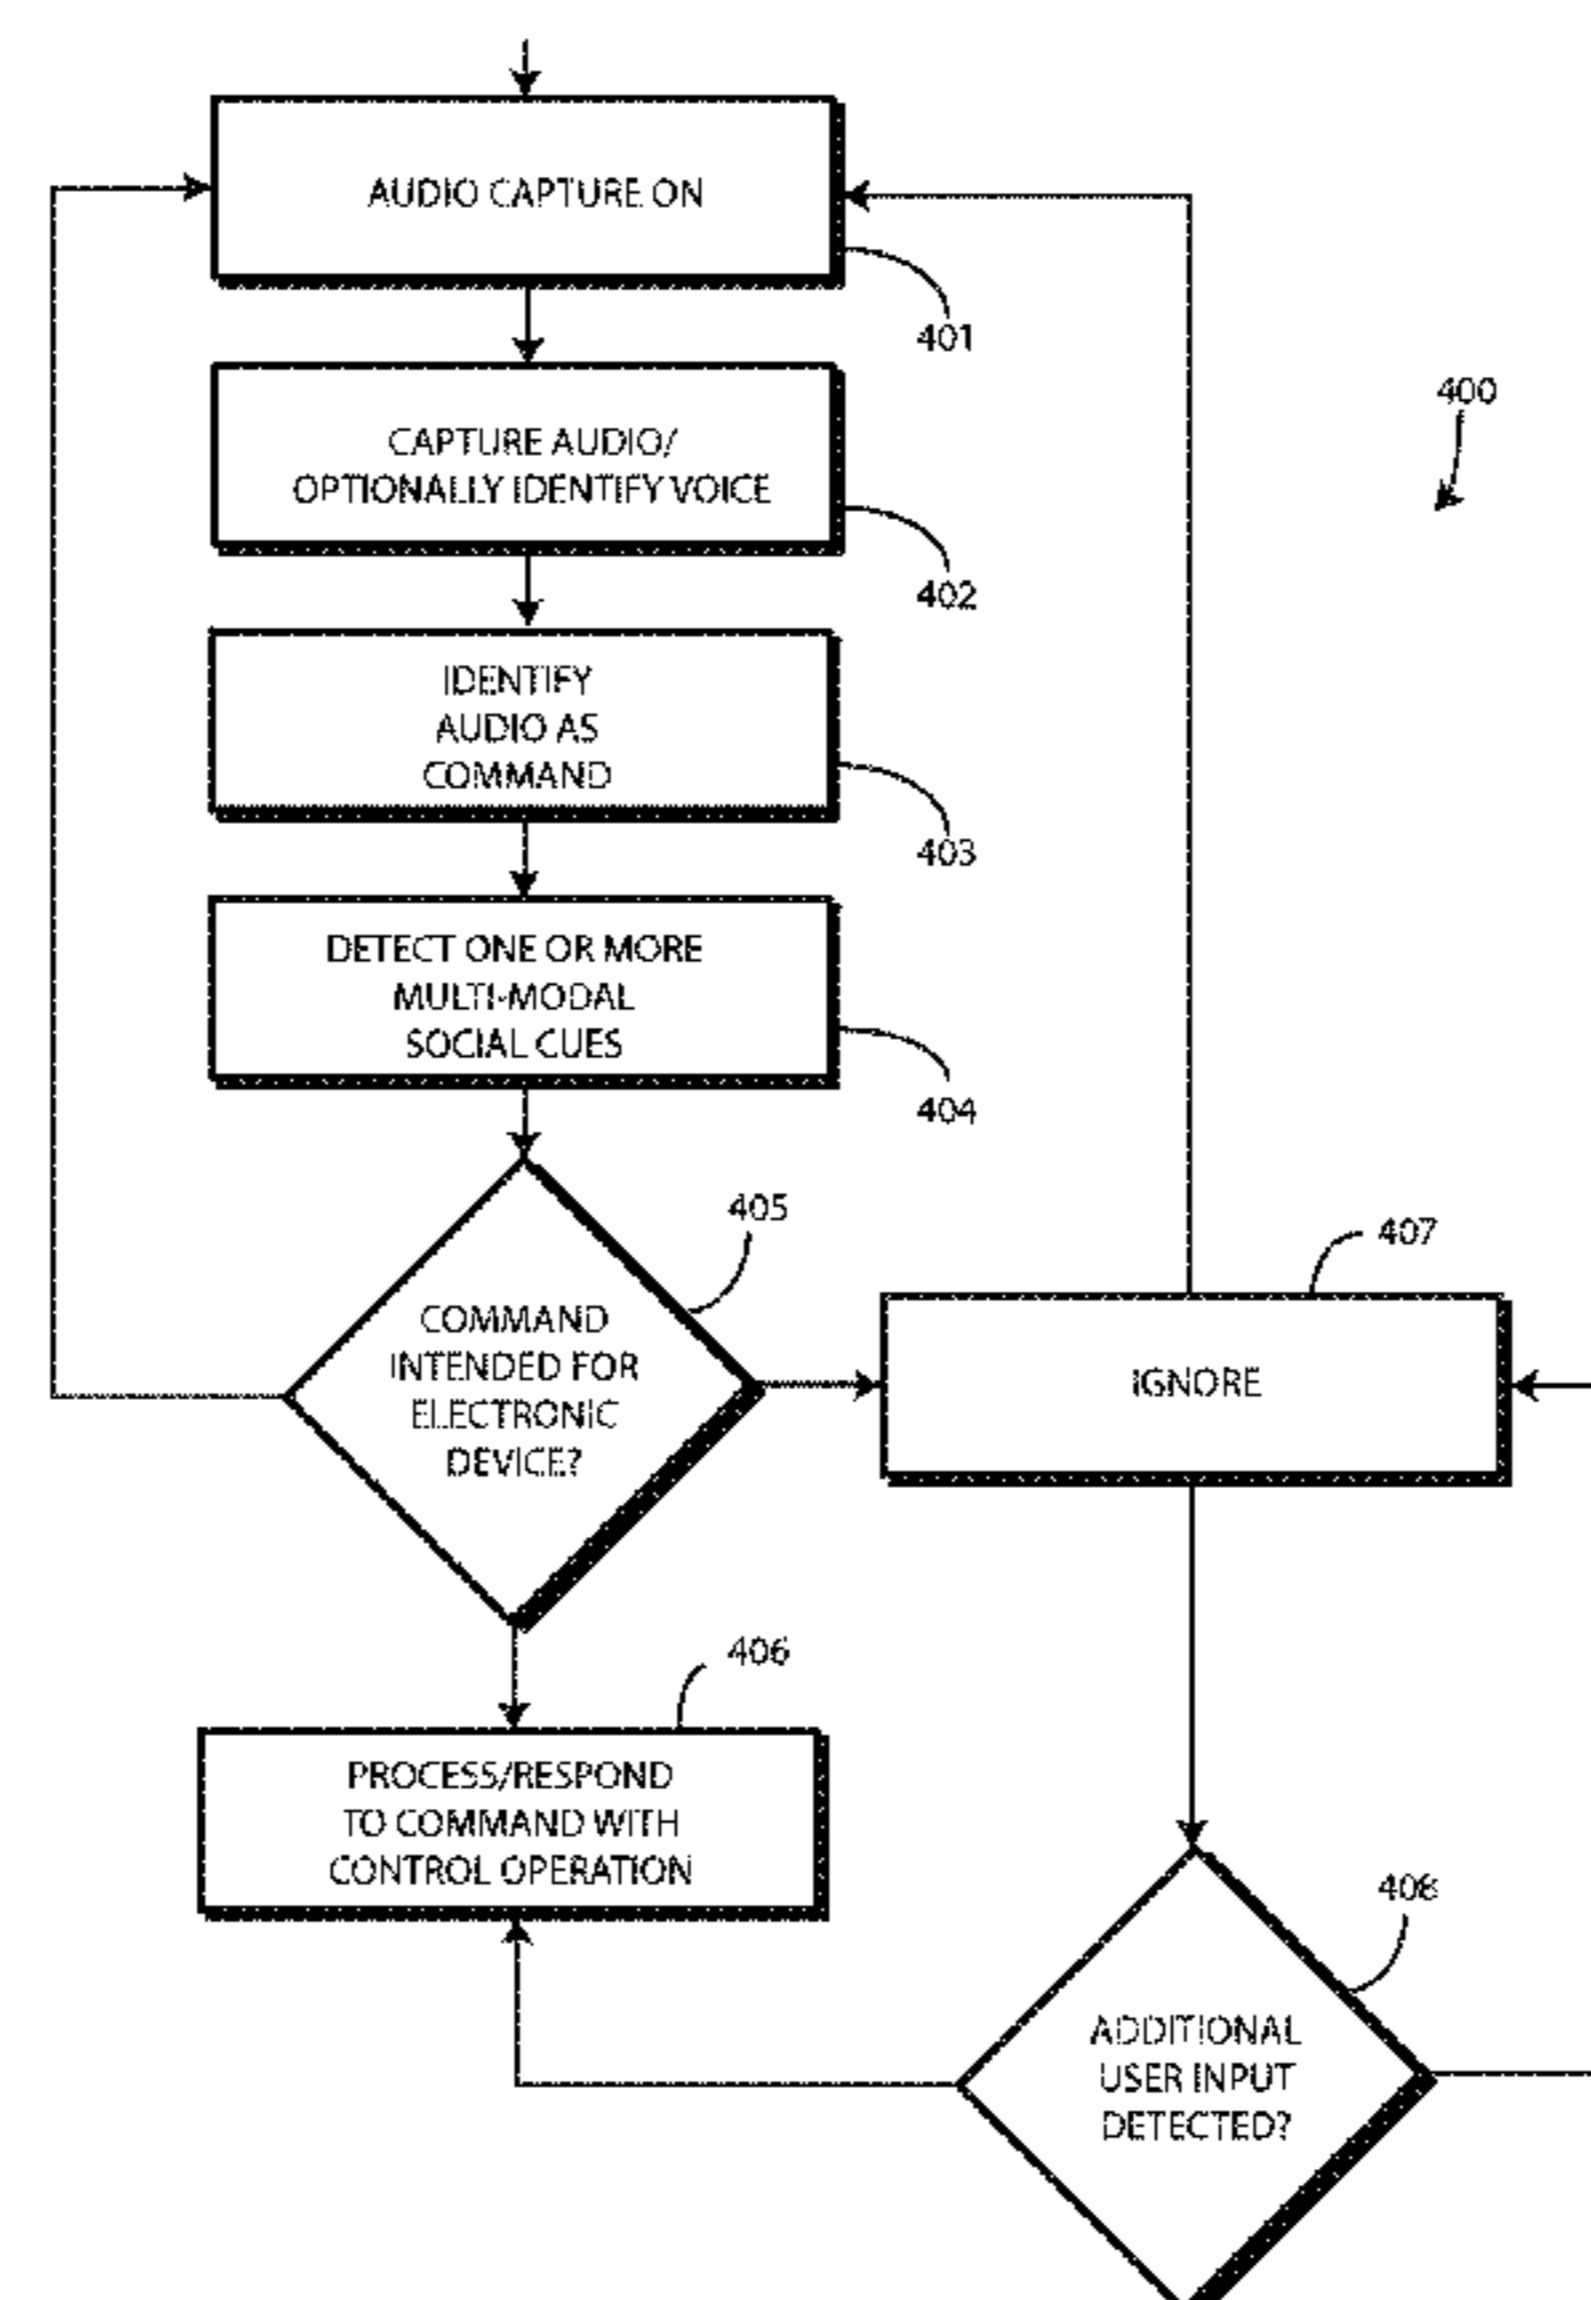 AUDIO CAPTURE ON
401
400
CAPTURE AUDIO/
OPTIONALLY IDENTIFY VOICE
402
IDENTIFY
AUDIO AS
COMMAND
403
DETECT ONE OR MORE
MULTI-MODAL
SOCIAL CUES
404
405
COMMAND
INTENDED FOR
ELECTRONIC
DEVICE?
407
IGNORE
406
PROCESS/RESPOND
TO COMMAND WITH
CONTROL OPERATION
408
ADDITIONAL
USER INPUT
DETECTED?